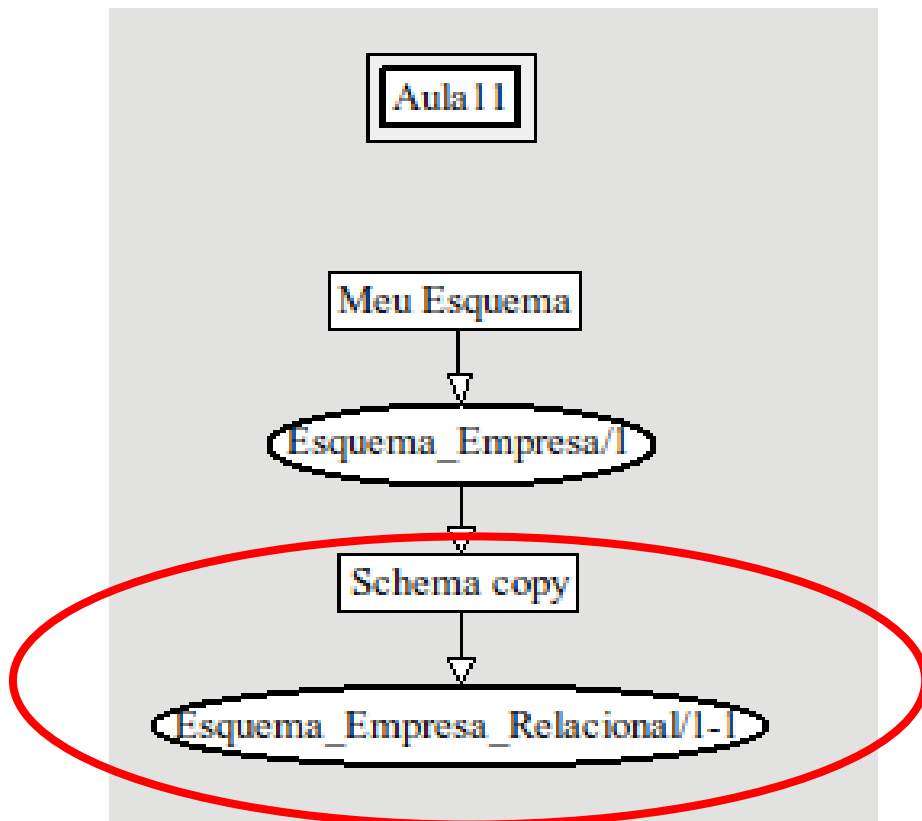 Aula11
Meu Esquema
Esquema_Empresa/1
Schema copy
Esquema_Empresa_Relacional/1-1